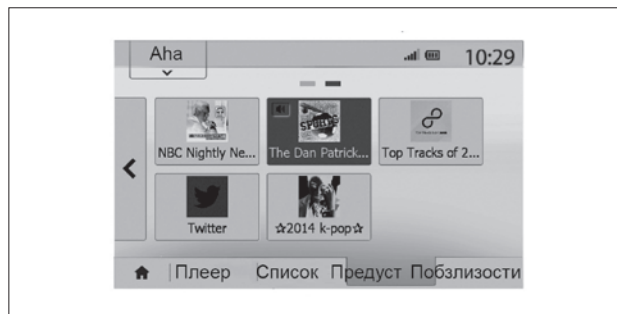 Aha 10:29
NBC Nightly Ne... The Dan Patrick... Top Tracks of 2...
Twitter ☆2014 k-pop☆
Плеер Список Предуст Побзлизости